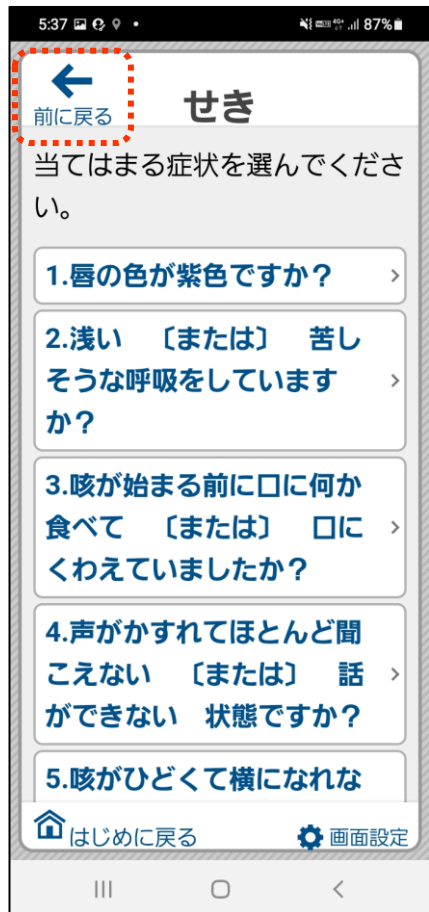 5:37 87%
前に戻る
せき
当てはまる症状を選んでくださ
い。
1.唇の色が紫色ですか？
2.浅い　〔または〕　苦し
そうな呼吸をしています
か？
3.咳が始まる前に口に何か
食べて　〔または〕　口に
くわえていましたか？
4.声がかすれてほとんど聞
こえない　〔または〕　話
ができない　状態ですか？
5.咳がひどくて横になれな
はじめに戻る 画面設定